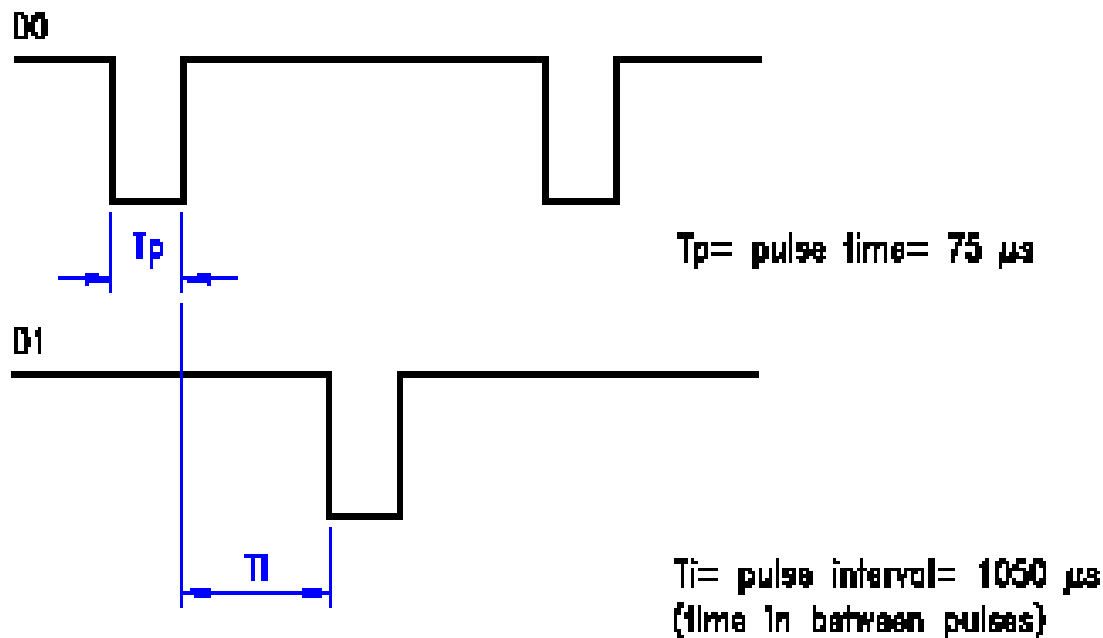 D0
Tp
Tp= pulse time= 75 µs
D1
Ti
Ti= pulse interval= 1050 µs
(time in between pulses)